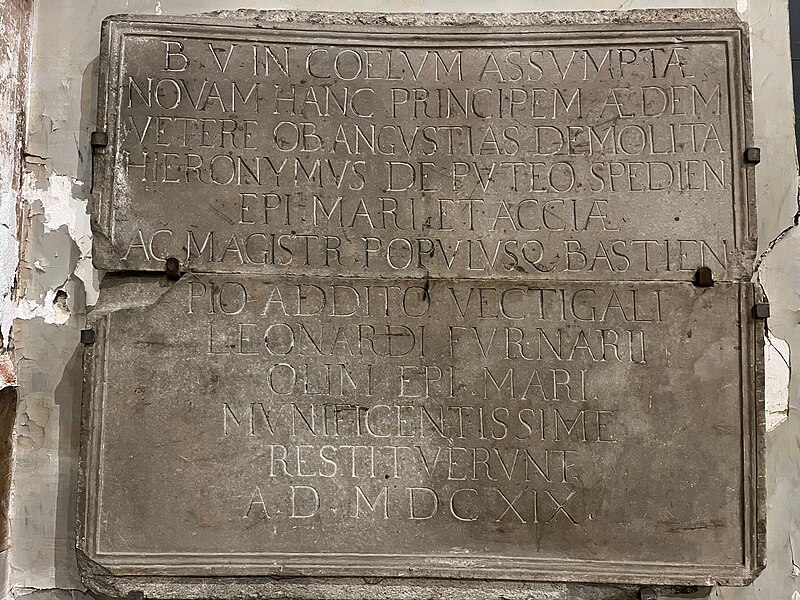 B. V. IN COELVM ASSVMPTÆ
NOVAM HANC PRINCIPEM ÆDEM
VETERE OB ANGVSTIAS DEMOLITA
HIERONYMVS DE PVTEO SPEDIEN
EPI. MARI. ET ACCIÆ
AC MAGISTR. POPVLVSQ. BASTIEN
PIO ADDITO VECTIGALI
LEONARDI FVRNARII
OLIM EPI. MARI.
MVNIFICENTISSIME
RESTITVERVNT
A. D. MDCXIX